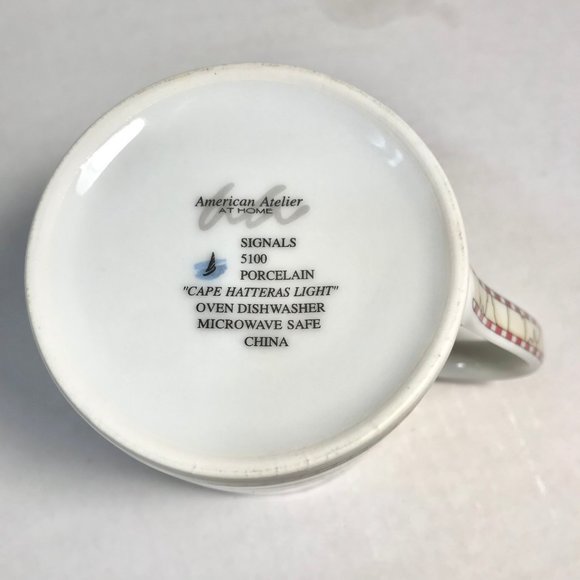 American Atelier
AT HOME
SIGNALS
5100
PORCELAIN
"CAPE HATTERAS LIGHT"
OVEN DISHWASHER
MICROWAVE SAFE
CHINA